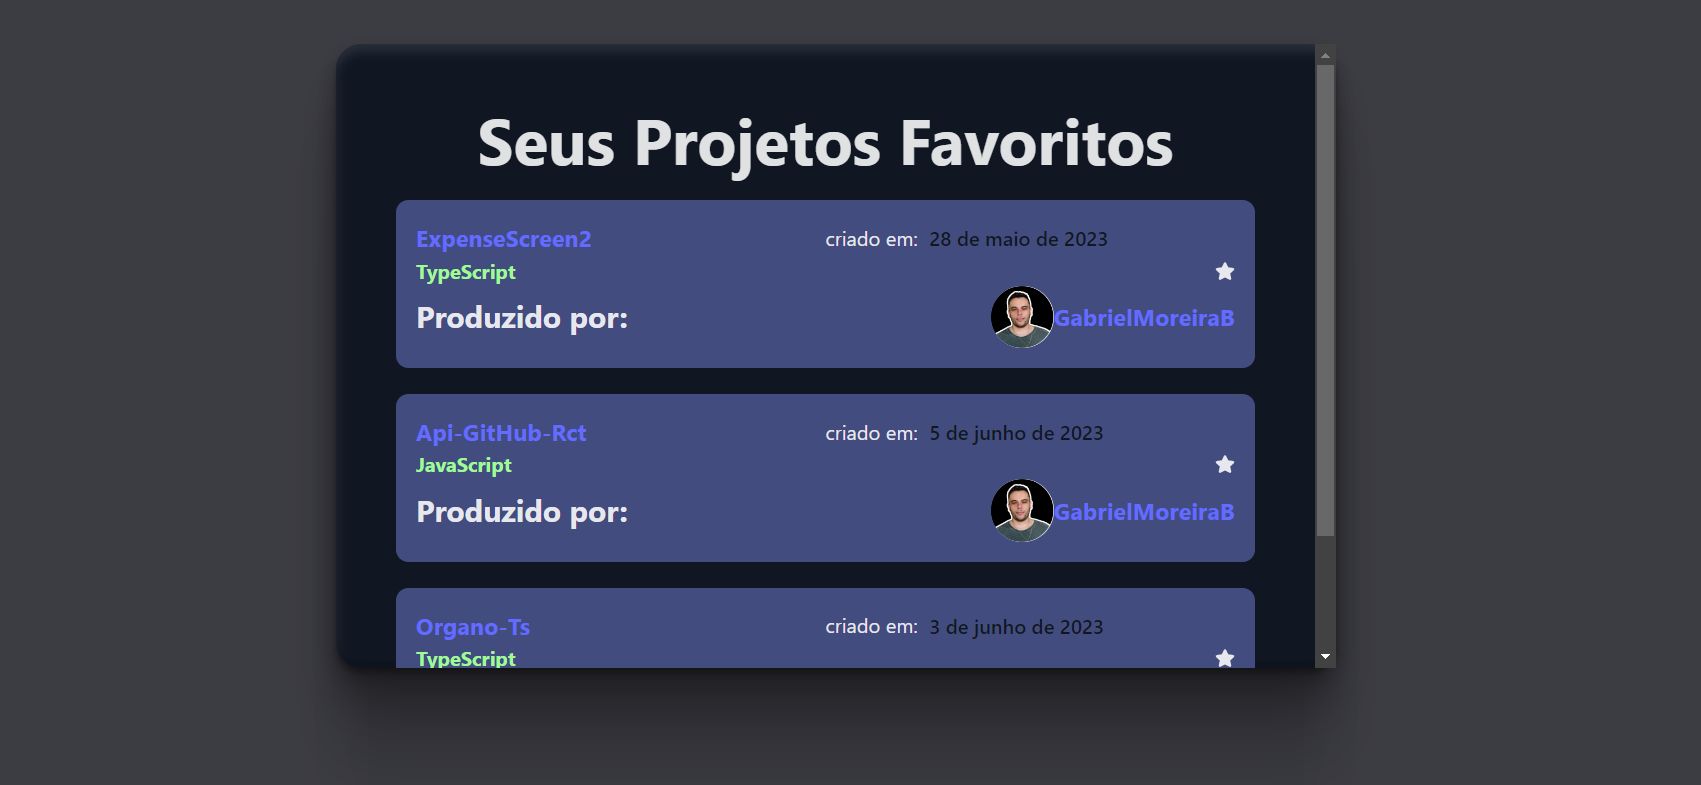 Seus Projetos Favoritos
ExpenseScreen2 criado em: 28 de maio de 2023
TypeScript
Produzido por: GabrielMoreiraB
Api-GitHub-Rct criado em: 5 de junho de 2023
JavaScript
Produzido por: GabrielMoreiraB
Organo-Ts criado em: 3 de junho de 2023
TypeScript